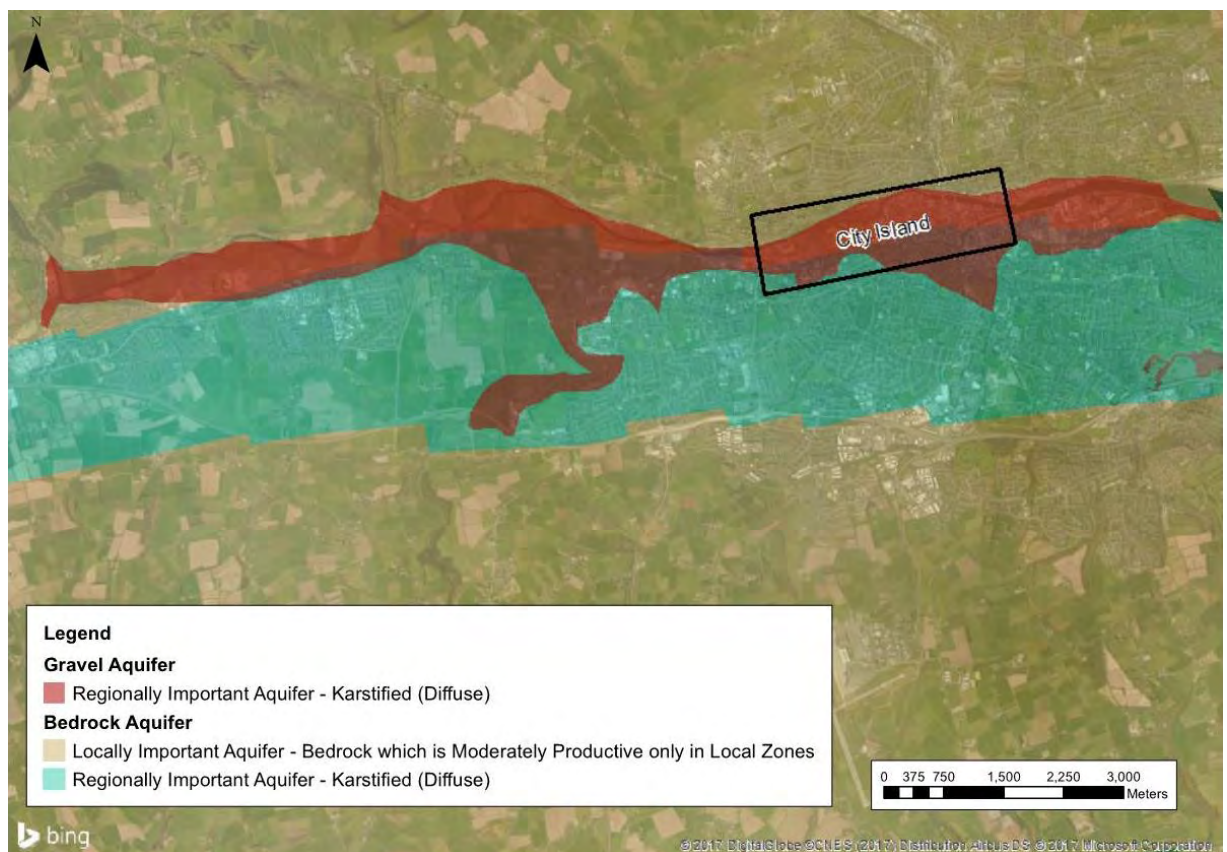 N
City Island
Legend
Gravel Aquifer
Regionally Important Aquifer - Karstified (Diffuse)
Bedrock Aquifer
Locally Important Aquifer - Bedrock which is Moderately Productive only in Local Zones
Regionally Important Aquifer - Karstified (Diffuse)
0 375 750 1,500 2,250 3,000
Meters
bing
© 2017 DigitalGlobe ©CNES (2017) Distribution Airbus DS © 2017 Microsoft Corporation